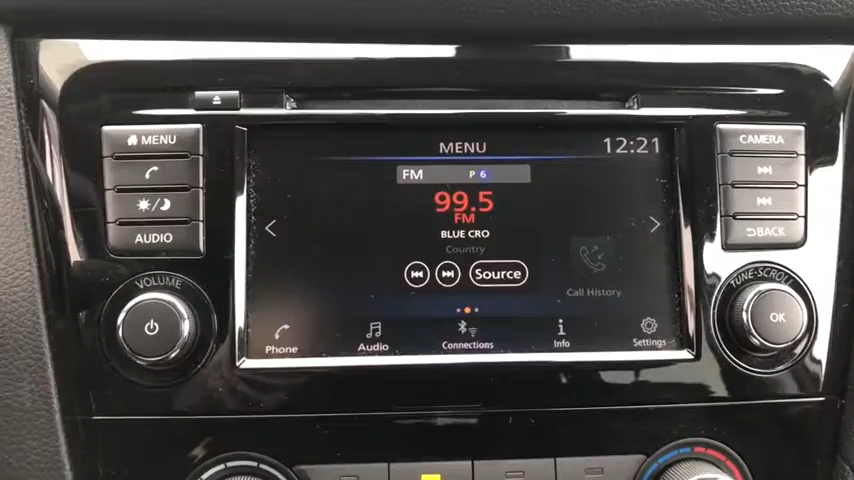 MENU
AUDIO
VOLUME
MENU
12:21
FM
P 6
99.5
FM
BLUE CRO
Country
Source
Call History
Phone
Audio
Connections
Info
Settings
CAMERA
BACK
TUNE·SCROLL
OK